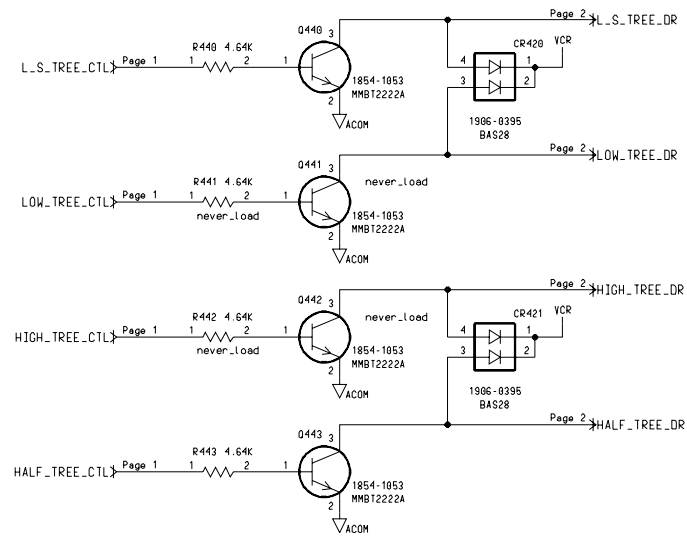 Page 2 L_S_TREE_DR
Q440 3
CR420 VCR
R440 4.64K
L_S_TREE_CTL Page 1 1 2 1
4 1
3 2
1854-1053
MMBT2222A
2
ACOM
1906-0395
BAS28
Page 2 LOW_TREE_DR
Q441 3
never_load
R441 4.64K
LOW_TREE_CTL Page 1 1 2 1
never_load
1854-1053
MMBT2222A
2
ACOM
Page 2 HIGH_TREE_DR
Q442 3
never_load
CR421 VCR
R442 4.64K
HIGH_TREE_CTL Page 1 1 2 1
never_load
4 1
3 2
1854-1053
MMBT2222A
2
ACOM
1906-0395
BAS28
Page 2 HALF_TREE_DR
Q443 3
R443 4.64K
HALF_TREE_CTL Page 1 1 2 1
1854-1053
MMBT2222A
2
ACOM